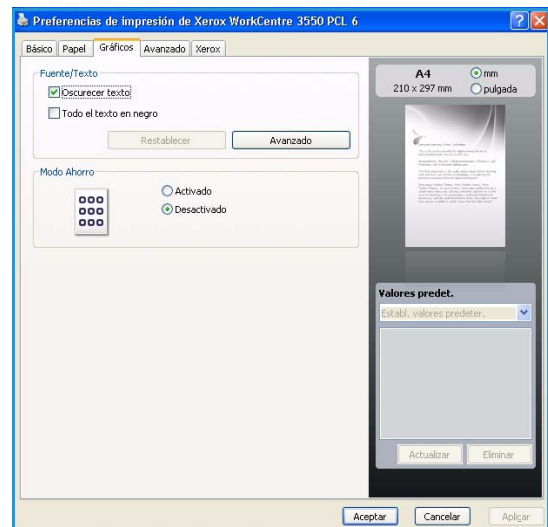 Preferencias de impresión de Xerox WorkCentre 3550 PCL 6
Básico Papel Gráficos Avanzado Xerox
Fuente/Texto
Oscurecer texto
Todo el texto en negro
Restablecer Avanzado
Modo Ahorro
Activado
Desactivado
A4
210 x 297 mm
mm
pulgada
Valores predet.
Establ. valores predeter.
Actualizar Eliminar
Aceptar Cancelar Aplicar